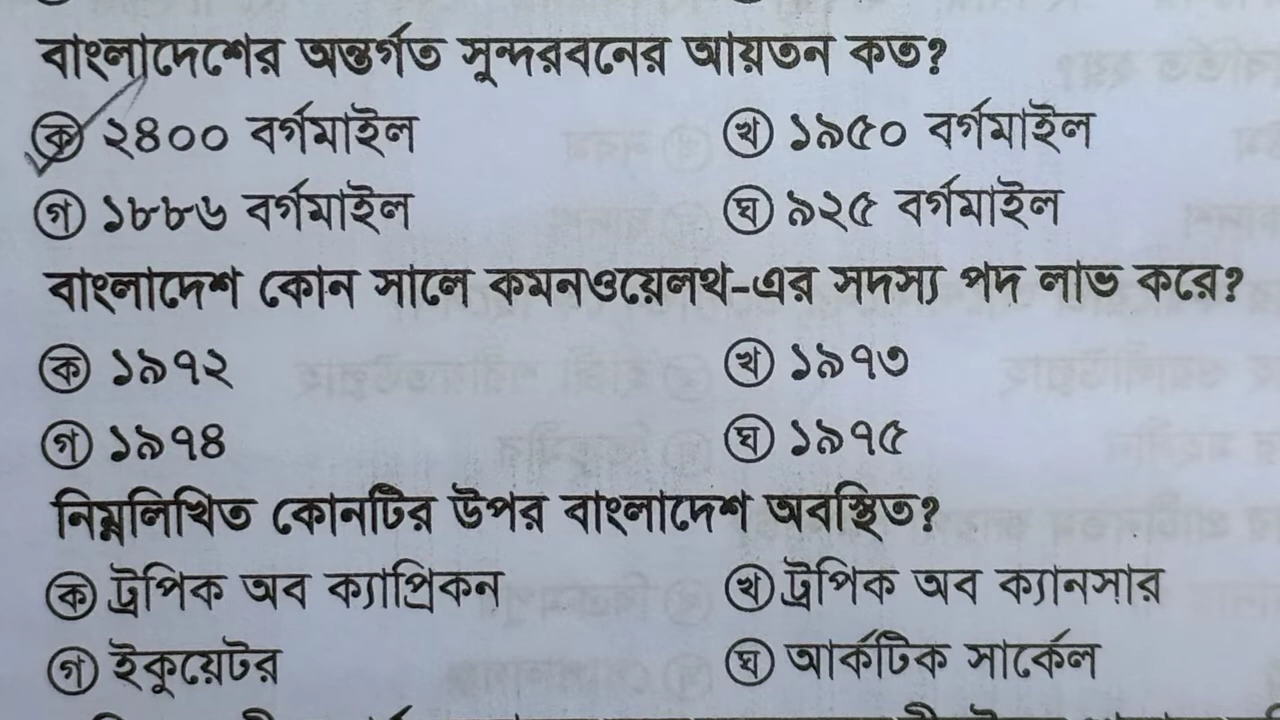 বাংলাদেশের অন্তর্গত সুন্দরবনের আয়তন কত?
ক ২৪০০ বর্গমাইল খ ১৯৫০ বর্গমাইল
গ ১৮৮৬ বর্গমাইল ঘ ৯২৫ বর্গমাইল
বাংলাদেশ কোন সালে কমনওয়েলথ-এর সদস্য পদ লাভ করে?
ক ১৯৭২ খ ১৯৭৩
গ ১৯৭৪ ঘ ১৯৭৫
নিম্নলিখিত কোনটির উপর বাংলাদেশ অবস্থিত?
ক ট্রপিক অব ক্যাপ্রিকন খ ট্রপিক অব ক্যানসার
গ ইকুয়েটর ঘ আর্কটিক সার্কেল